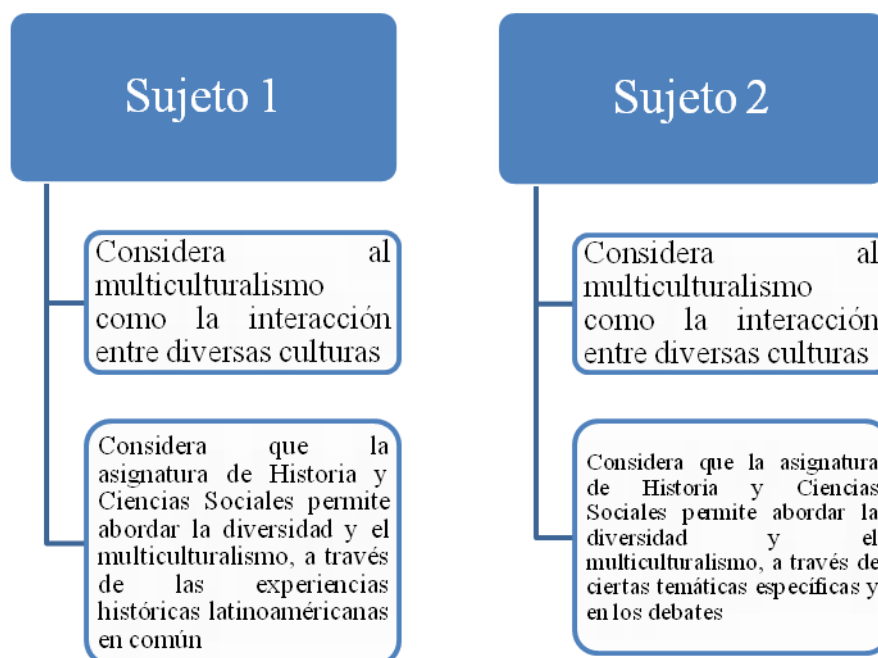 Sujeto 1
Considera al
multiculturalismo
como la interacción
entre diversas culturas
Considera que la
asignatura de Historia y
Ciencias Sociales permite
abordar la diversidad y el
multiculturalismo, a través
de las experiencias
históricas latinoaméricanas
en común
Sujeto 2
Considera al
multiculturalismo
como la interacción
entre diversas culturas
Considera que la asignatura
de Historia y Ciencias
Sociales permite abordar la
diversidad y el
multiculturalismo, a través de
ciertas temáticas específicas y
en los debates